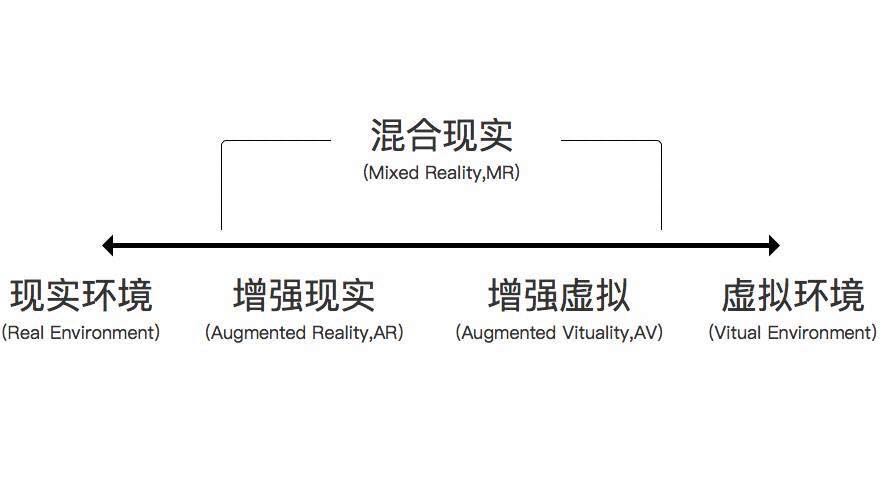 混合现实
(Mixed Reality,MR)
现实环境
(Real Environment)
增强现实
(Augmented Reality,AR)
增强虚拟
(Augmented Vituality,AV)
虚拟环境
(Vitual Environment)